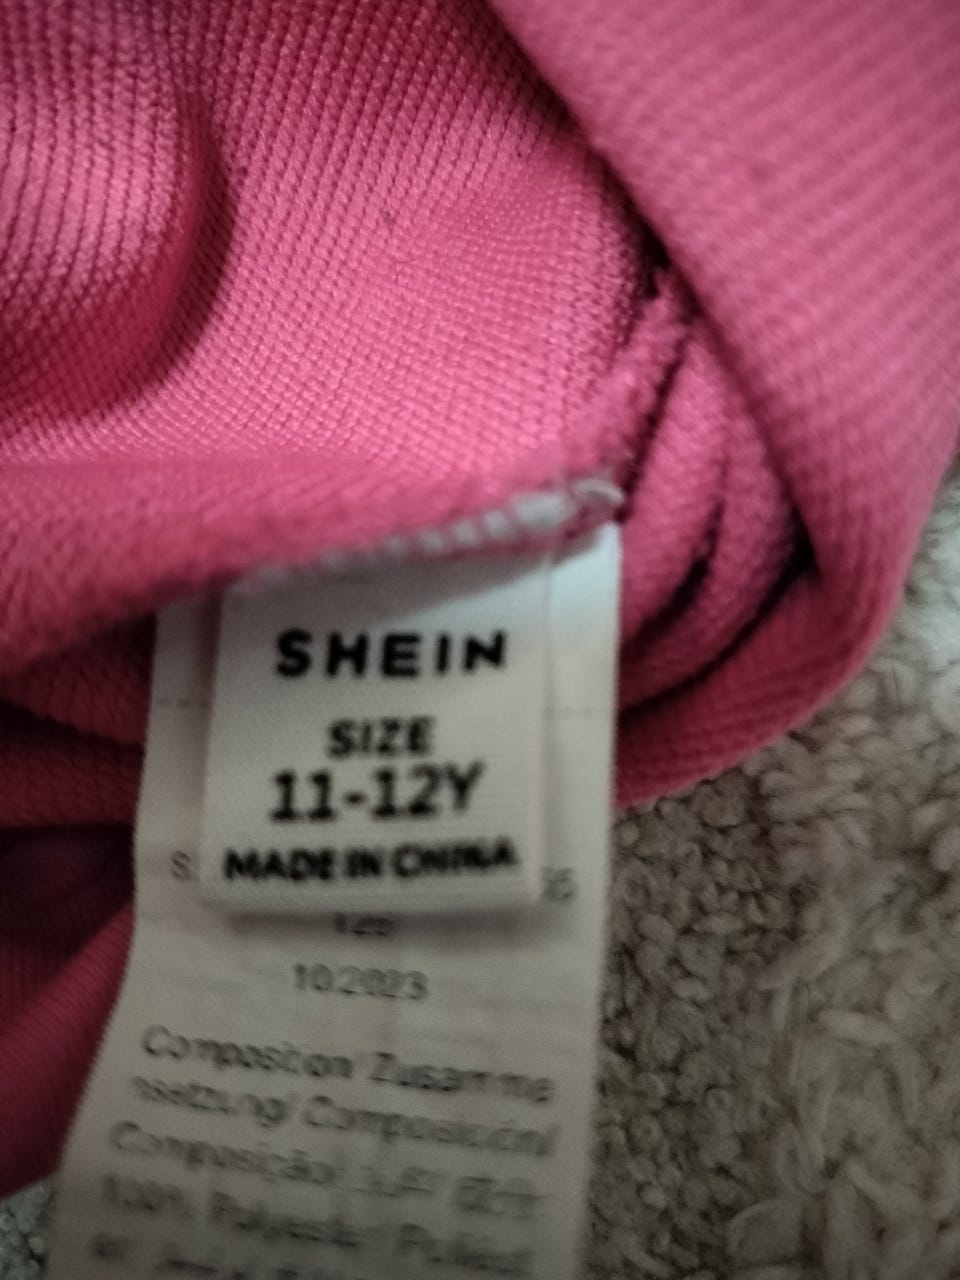 SHEIN
SIZE
11-12Y
MADE IN CHINA
10.2023
Composition/ Zusamme
nsetzung/ Composición/
Composição/
100% Polyester/